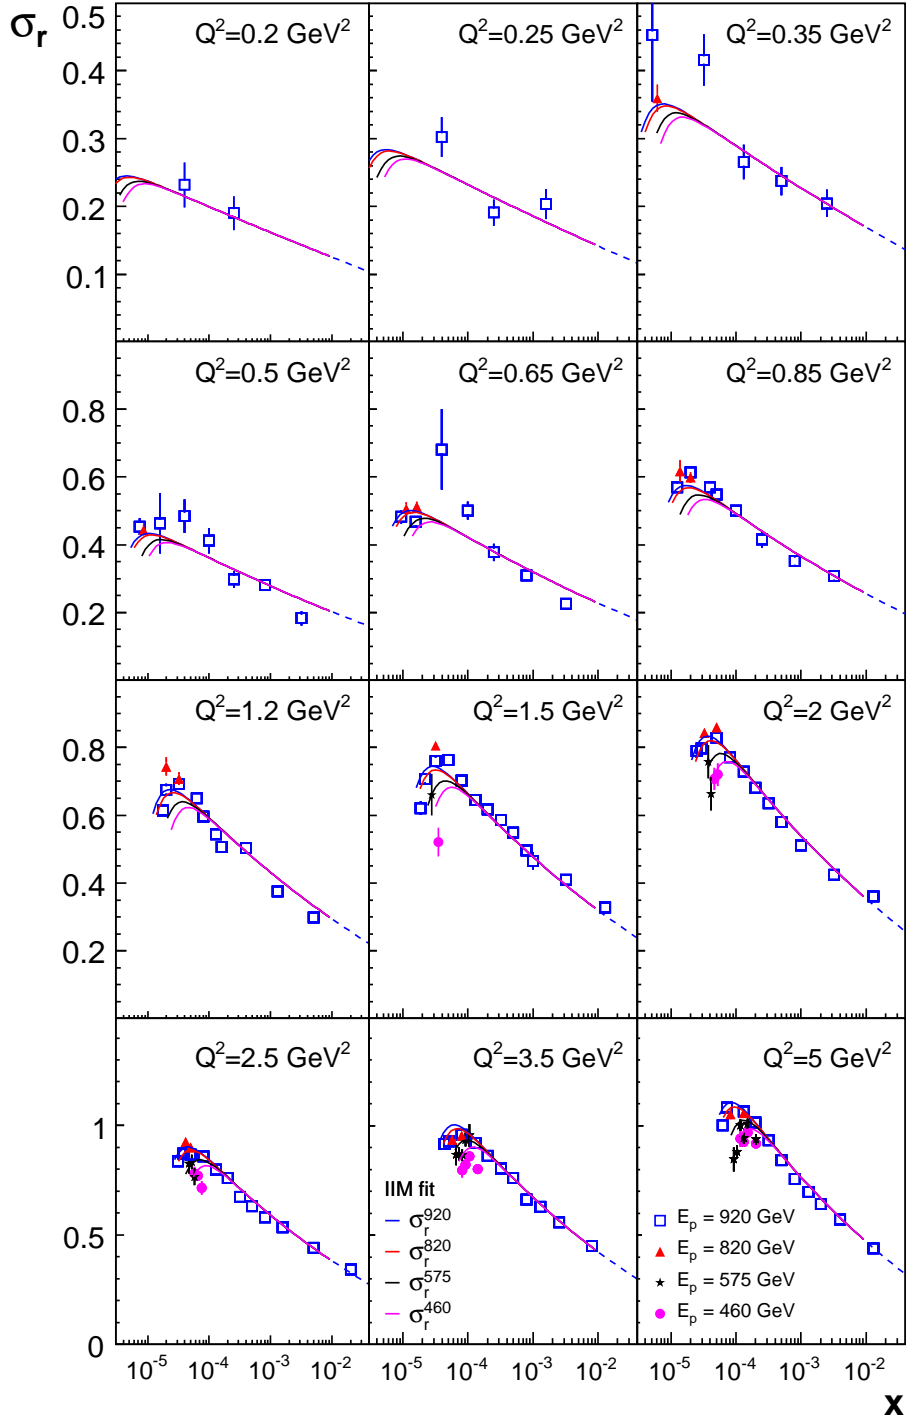 σr
Q²=0.2 GeV²
Q²=0.25 GeV²
Q²=0.35 GeV²
0.5
0.4
0.3
0.2
0.1
Q²=0.5 GeV²
Q²=0.65 GeV²
Q²=0.85 GeV²
0.8
0.6
0.4
0.2
Q²=1.2 GeV²
Q²=1.5 GeV²
Q²=2 GeV²
0.8
0.6
0.4
0.2
Q²=2.5 GeV²
Q²=3.5 GeV²
Q²=5 GeV²
1
0.5
0
IIM fit
σr⁹²⁰
σr⁸²⁰
σr⁵⁷⁵
σr⁴⁶⁰
Ep = 920 GeV
Ep = 820 GeV
Ep = 575 GeV
Ep = 460 GeV
10⁻⁵ 10⁻⁴ 10⁻³ 10⁻² 10⁻⁵ 10⁻⁴ 10⁻³ 10⁻² 10⁻⁵ 10⁻⁴ 10⁻³ 10⁻²
x